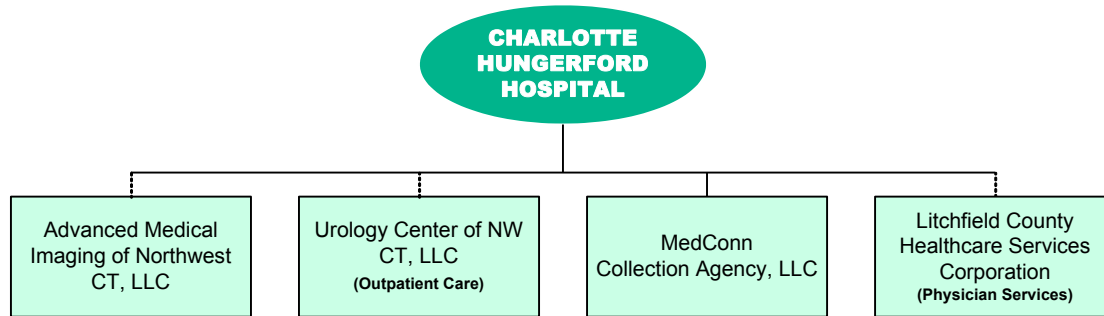 CHARLOTTE
HUNGERFORD
HOSPITAL
Advanced Medical
Imaging of Northwest
CT, LLC
Urology Center of NW
CT, LLC
(Outpatient Care)
MedConn
Collection Agency, LLC
Litchfield County
Healthcare Services
Corporation
(Physician Services)